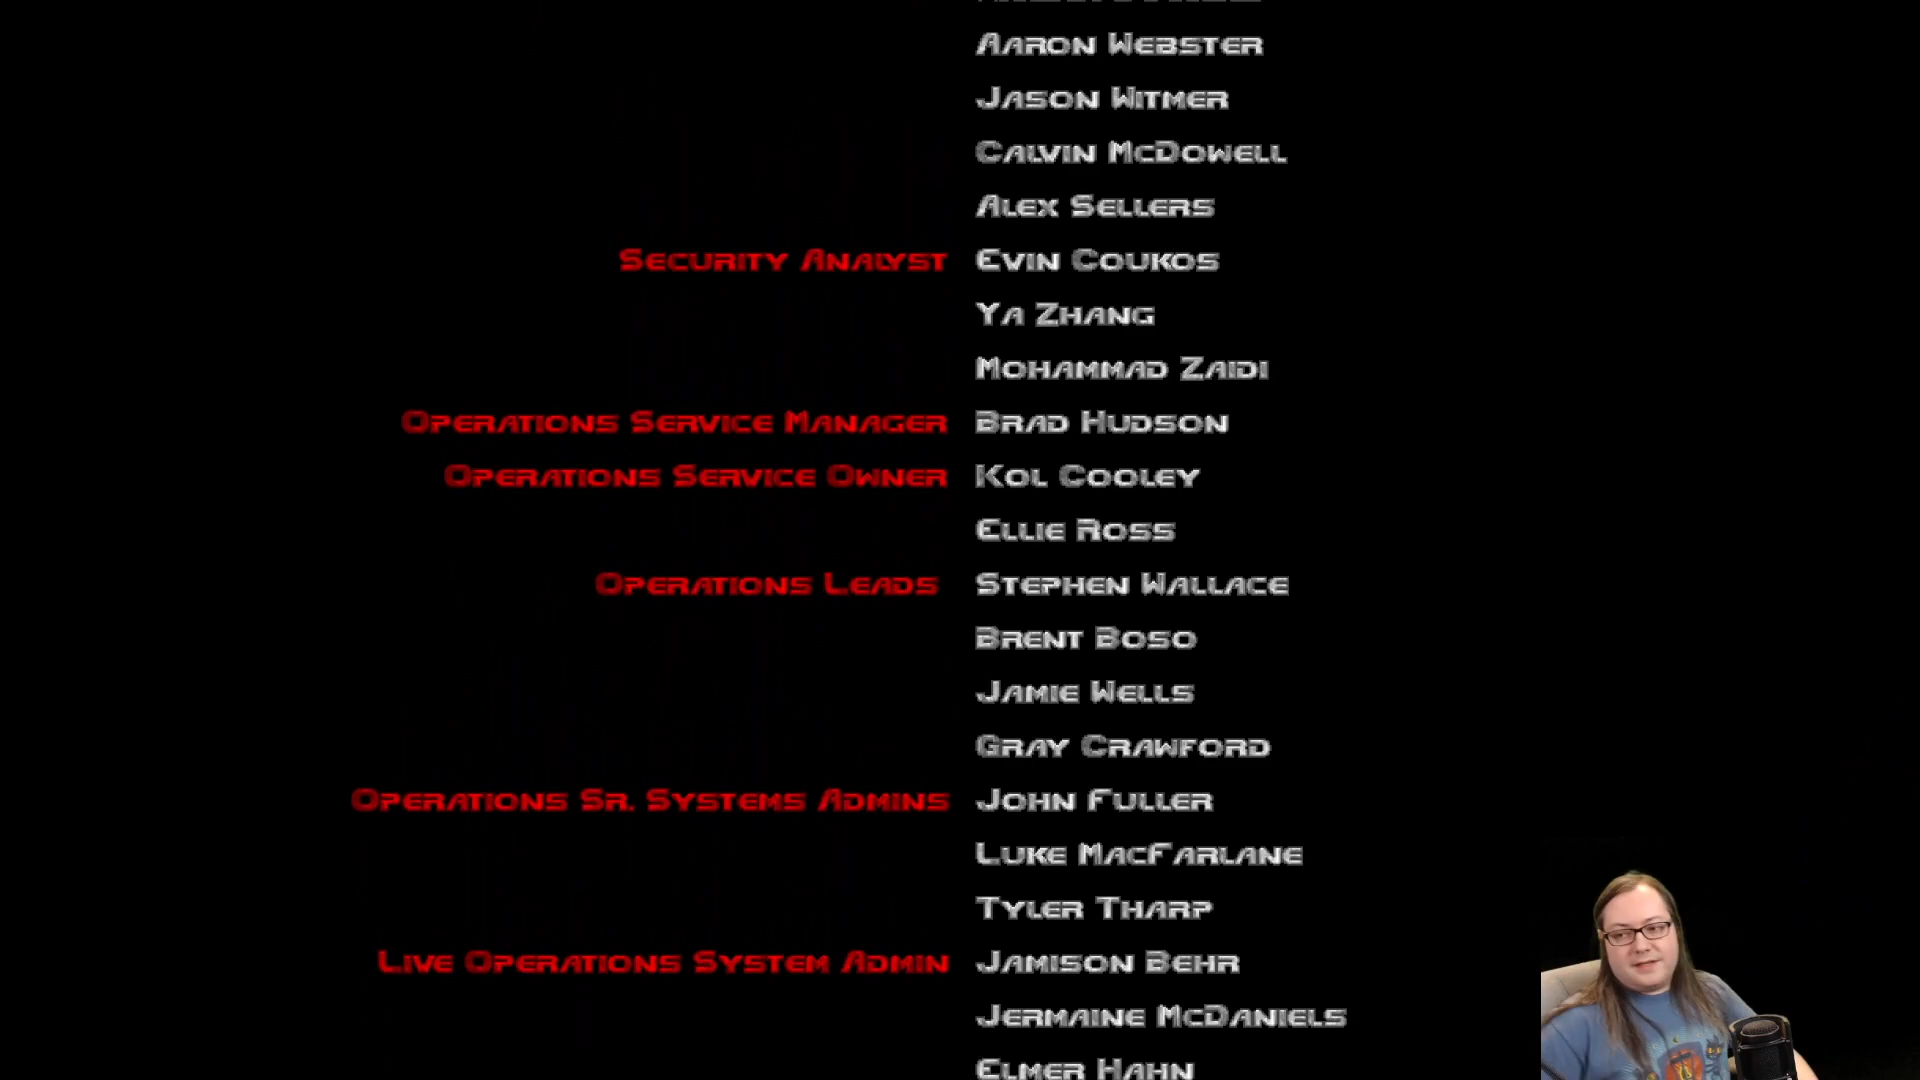 Aaron Webster
Jason Witmer
Calvin McDowell
Alex Sellers
Security Analyst Evin Coukos
Ya Zhang
Mohammad Zaidi
Operations Service Manager Brad Hudson
Operations Service Owner Kol Cooley
Ellie Ross
Operations Leads Stephen Wallace
Brent Boso
Jamie Wells
Gray Crawford
Operations Sr. Systems Admins John Fuller
Luke MacFarlane
Tyler Tharp
Live Operations System Admin Jamison Behr
Jermaine McDaniels
Elmer Hahn